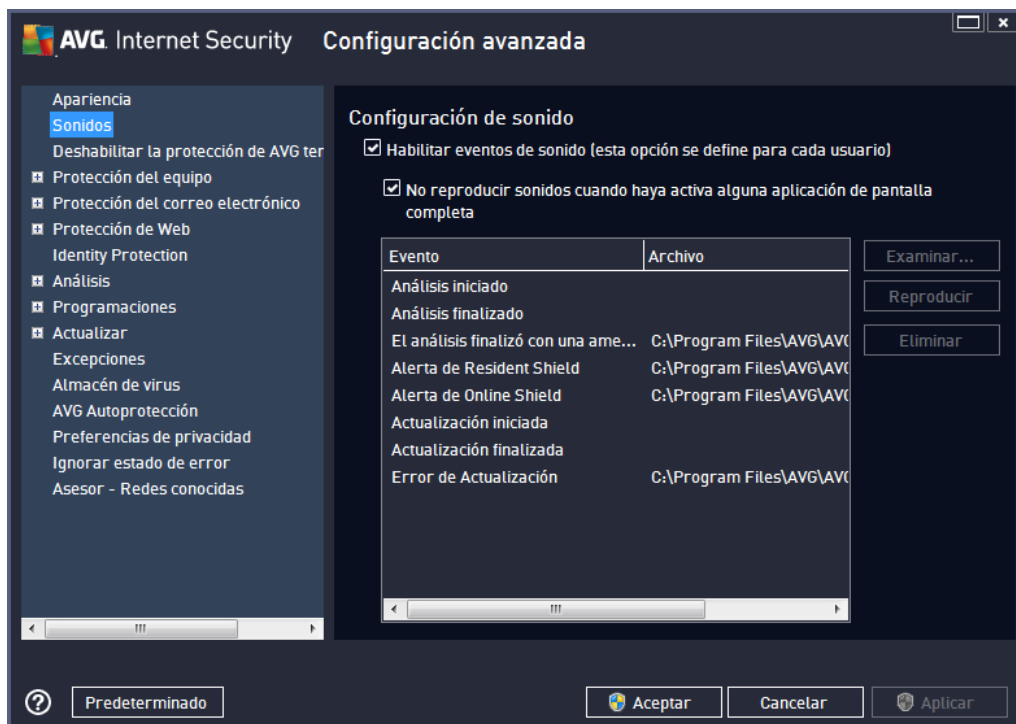 AVG. Internet Security Configuración avanzada
Apariencia
Sonidos
Deshabilitar la protección de AVG ter
Protección del equipo
Protección del correo electrónico
Protección de Web
Identity Protection
Análisis
Programaciones
Actualizar
Excepciones
Almacén de virus
AVG Autoprotección
Preferencias de privacidad
Ignorar estado de error
Asesor - Redes conocidas
Configuración de sonido
Habilitar eventos de sonido (esta opción se define para cada usuario)
No reproducir sonidos cuando haya activa alguna aplicación de pantalla
completa
Evento Archivo
Análisis iniciado
Análisis finalizado
El análisis finalizó con una ame... C:\Program Files\AVG\AVG
Alerta de Resident Shield C:\Program Files\AVG\AVG
Alerta de Online Shield C:\Program Files\AVG\AVG
Actualización iniciada
Actualización finalizada
Error de Actualización C:\Program Files\AVG\AVG
Examinar...
Reproducir
Eliminar
? Predeterminado Aceptar Cancelar Aplicar